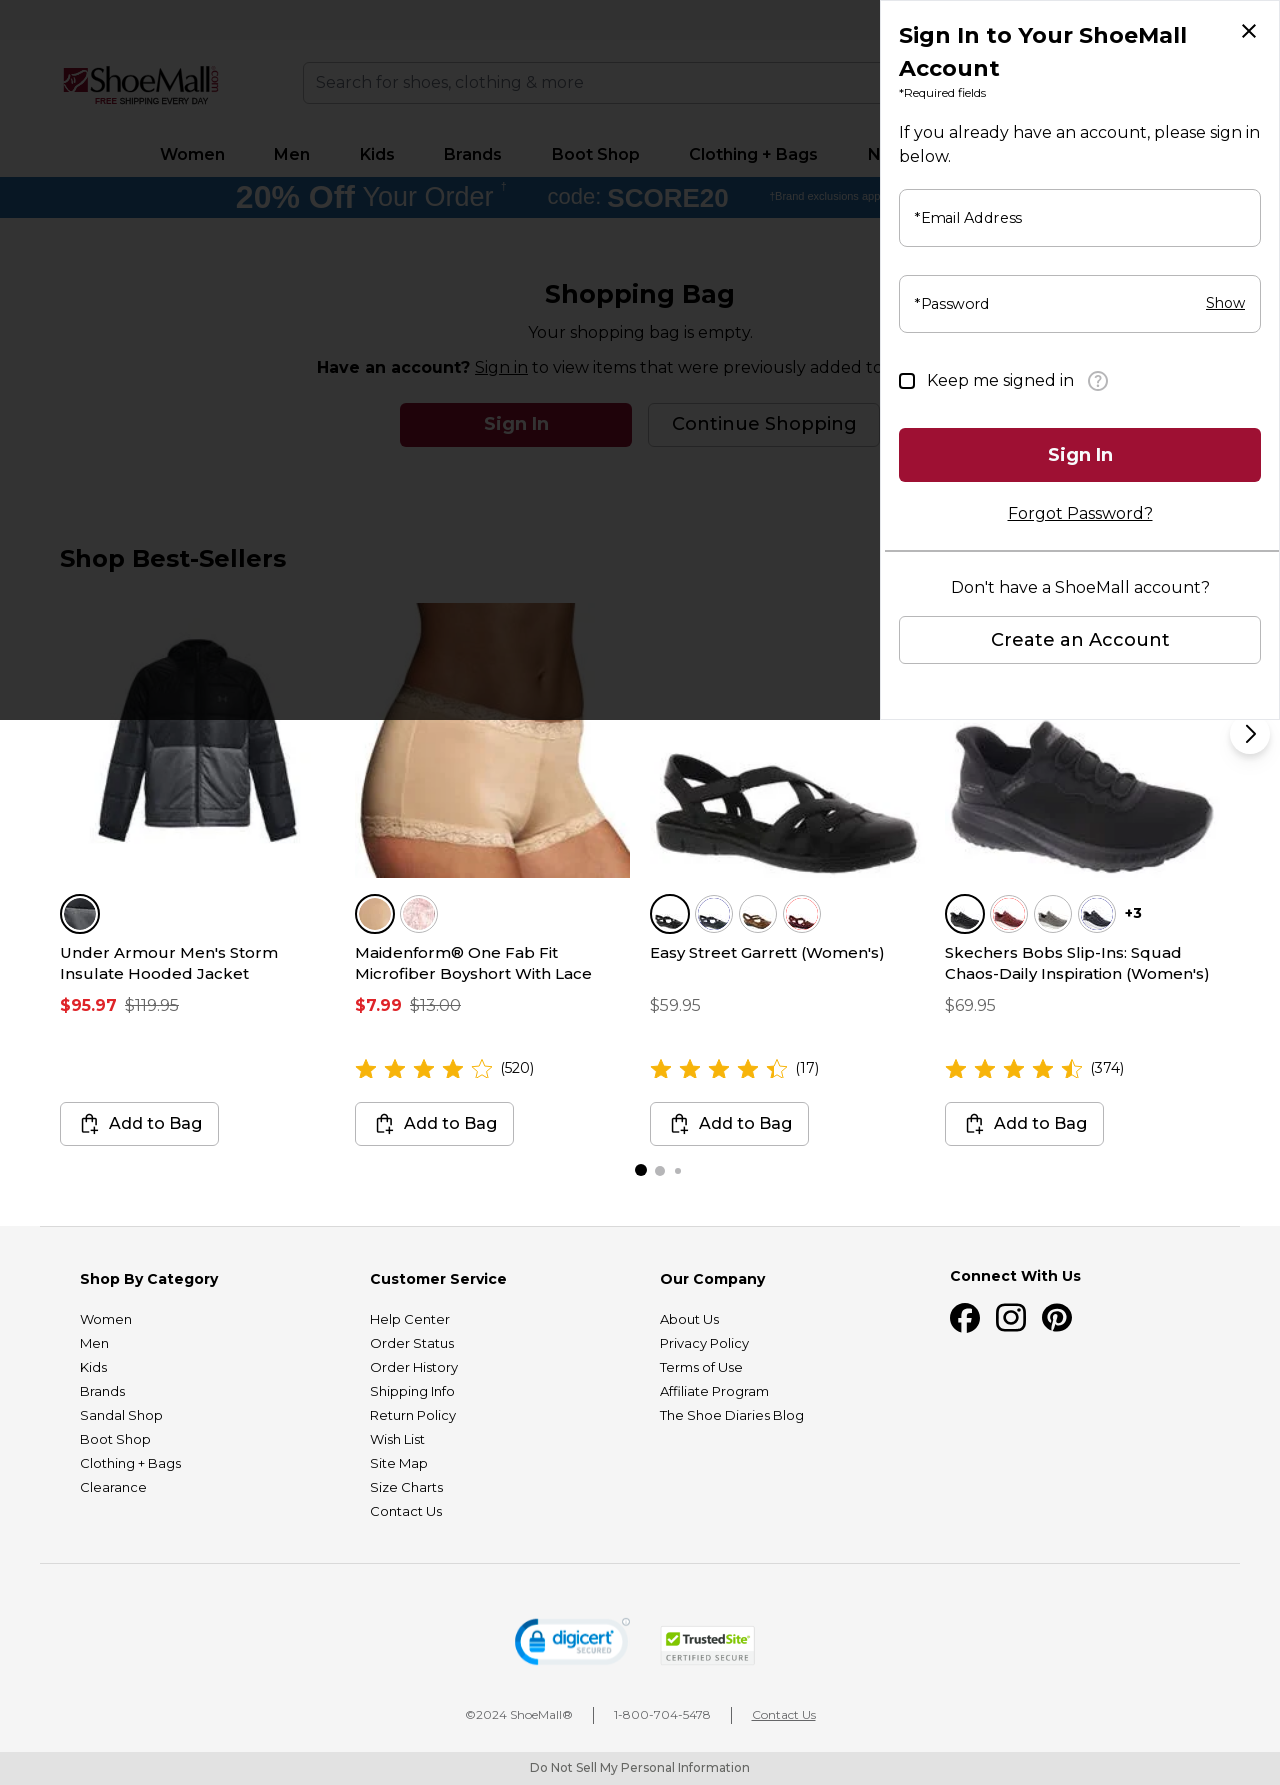 ShoeMall.COM
FREE SHIPPING EVERY DAY
Search for shoes, clothing & more
Women Men Kids Brands Boot Shop Clothing + Bags
20% Off Your Order † code: SCORE20 †Brand exclusions
Shopping Bag
Your shopping bag is empty.
Have an account? Sign in to view items that were previously added to
Sign In Continue Shopping
Shop Best-Sellers
Sign In to Your ShoeMall
Account
*Required fields
If you already have an account, please sign in
below.
*Email Address
*Password Show
Keep me signed in ?
Sign In
Forgot Password?
Don't have a ShoeMall account?
Create an Account
Under Armour Men's Storm
Insulate Hooded Jacket
$95.97 $119.95
Add to Bag
Maidenform® One Fab Fit
Microfiber Boyshort With Lace
$7.99 $13.00
(520)
Add to Bag
Easy Street Garrett (Women's)
$59.95
(17)
Add to Bag
+3
Skechers Bobs Slip-Ins: Squad
Chaos-Daily Inspiration (Women's)
$69.95
(374)
Add to Bag
Shop By Category
Women
Men
Kids
Brands
Sandal Shop
Boot Shop
Clothing + Bags
Clearance
Customer Service
Help Center
Order Status
Order History
Shipping Info
Return Policy
Wish List
Site Map
Size Charts
Contact Us
Our Company
About Us
Privacy Policy
Terms of Use
Affiliate Program
The Shoe Diaries Blog
Connect With Us
digicert
SECURED
TrustedSite
CERTIFIED SECURE
©2024 ShoeMall® 1-800-704-5478 Contact Us
Do Not Sell My Personal Information